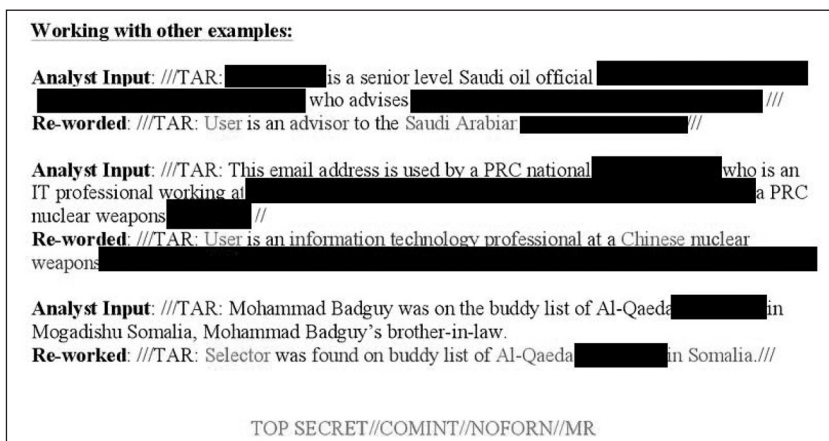 Working with other examples:
Analyst Input: ///TAR: is a senior level Saudi oil official
who advises ///
Re-worded: ///TAR: User is an advisor to the Saudi Arabian ///
Analyst Input: ///TAR: This email address is used by a PRC national who is an
IT professional working at a PRC
nuclear weapons //
Re-worded: ///TAR: User is an information technology professional at a Chinese nuclear
weapons
Analyst Input: ///TAR: Mohammad Badguy was on the buddy list of Al-Qaeda in
Mogadishu Somalia, Mohammad Badguy's brother-in-law.
Re-worked: ///TAR: Selector was found on buddy list of Al-Qaeda in Somalia.///
TOP SECRET//COMINT//NOFORN//MR